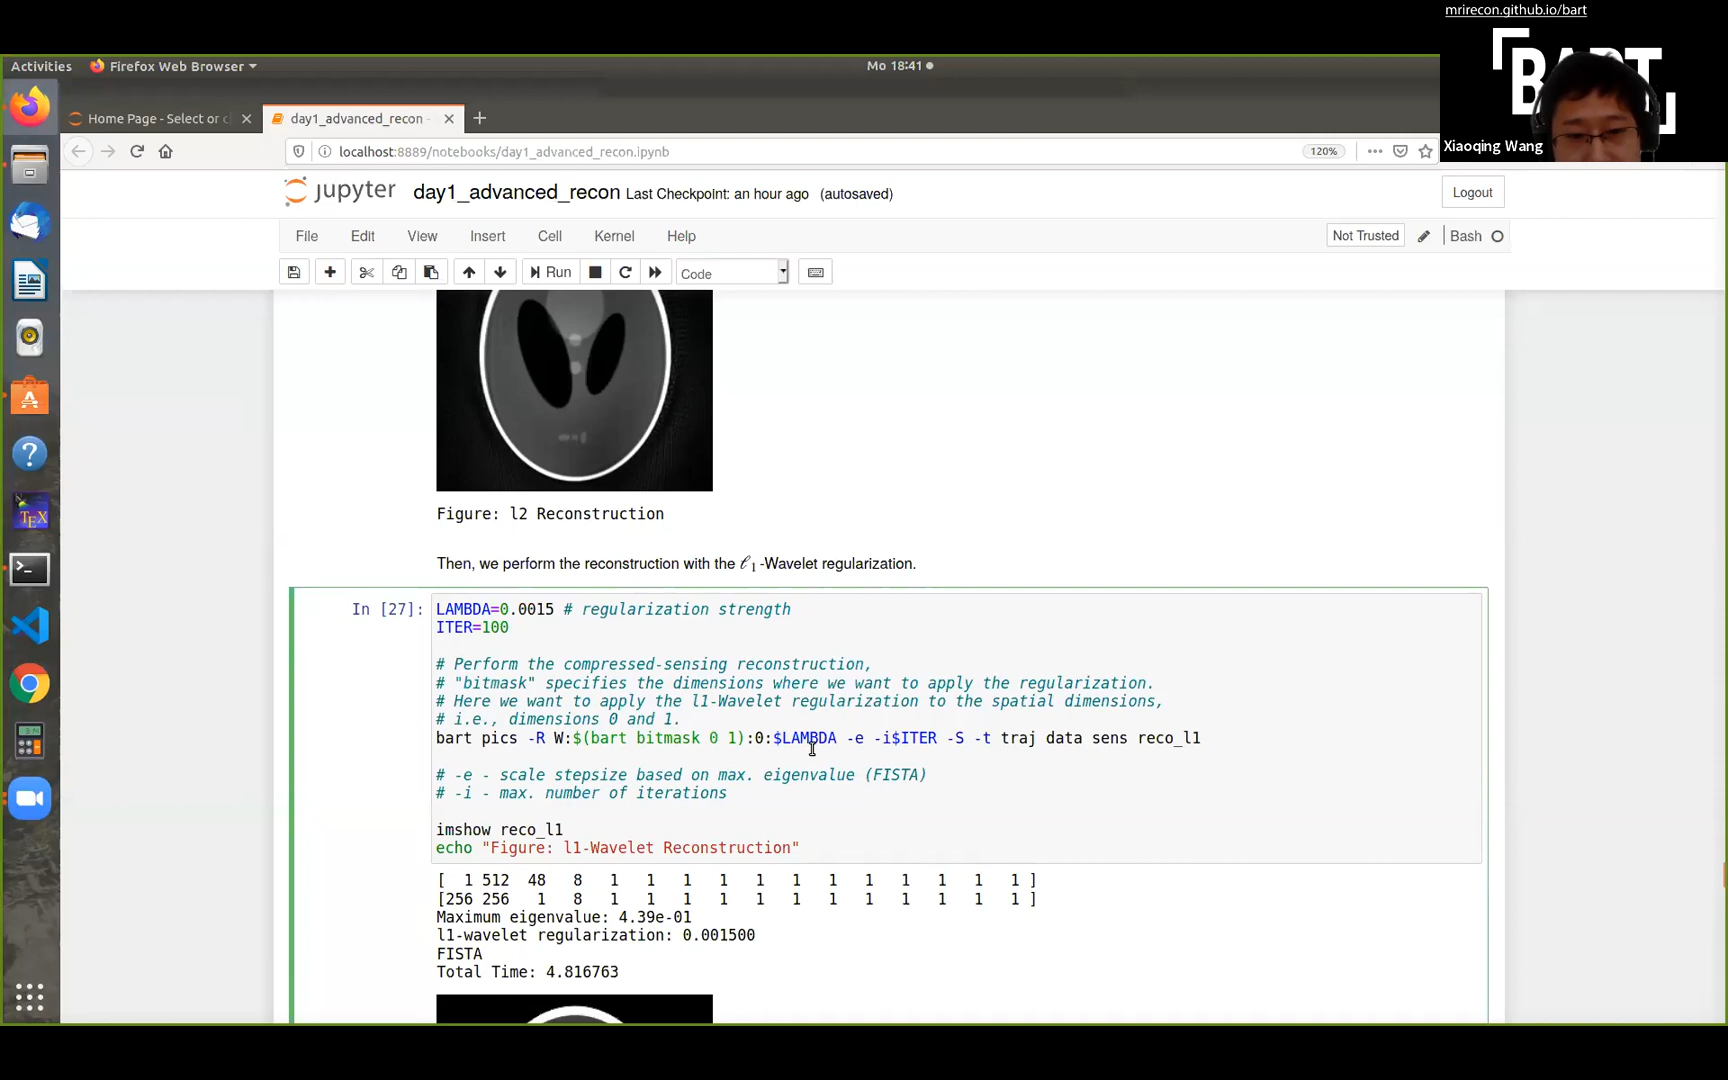 mrirecon.github.io/bart
BART
Xiaoqing Wang
Activities
Firefox Web Browser
Mo 18:41
Home Page - Select or c
day1_advanced_recon -
localhost:8889/notebooks/day1_advanced_recon.ipynb
120%
jupyter
day1_advanced_recon Last Checkpoint: an hour ago (autosaved)
Logout
File Edit View Insert Cell Kernel Help
Not Trusted
Bash
Run
Code
Figure: l2 Reconstruction
Then, we perform the reconstruction with the ℓ1-Wavelet regularization.
In [27]:
LAMBDA=0.0015 # regularization strength
ITER=100
# Perform the compressed-sensing reconstruction,
# "bitmask" specifies the dimensions where we want to apply the regularization.
# Here we want to apply the l1-Wavelet regularization to the spatial dimensions,
# i.e., dimensions 0 and 1.
bart pics -R W:$(bart bitmask 0 1):0:$LAMBDA -e -i$ITER -S -t traj data sens reco_l1
# -e - scale stepsize based on max. eigenvalue (FISTA)
# -i - max. number of iterations
imshow reco_l1
echo "Figure: l1-Wavelet Reconstruction"
[ 1 512 48 8 1 1 1 1 1 1 1 1 1 1 1 1 ]
[256 256 1 8 1 1 1 1 1 1 1 1 1 1 1 1 ]
Maximum eigenvalue: 4.39e-01
l1-wavelet regularization: 0.001500
FISTA
Total Time: 4.816763
TEX